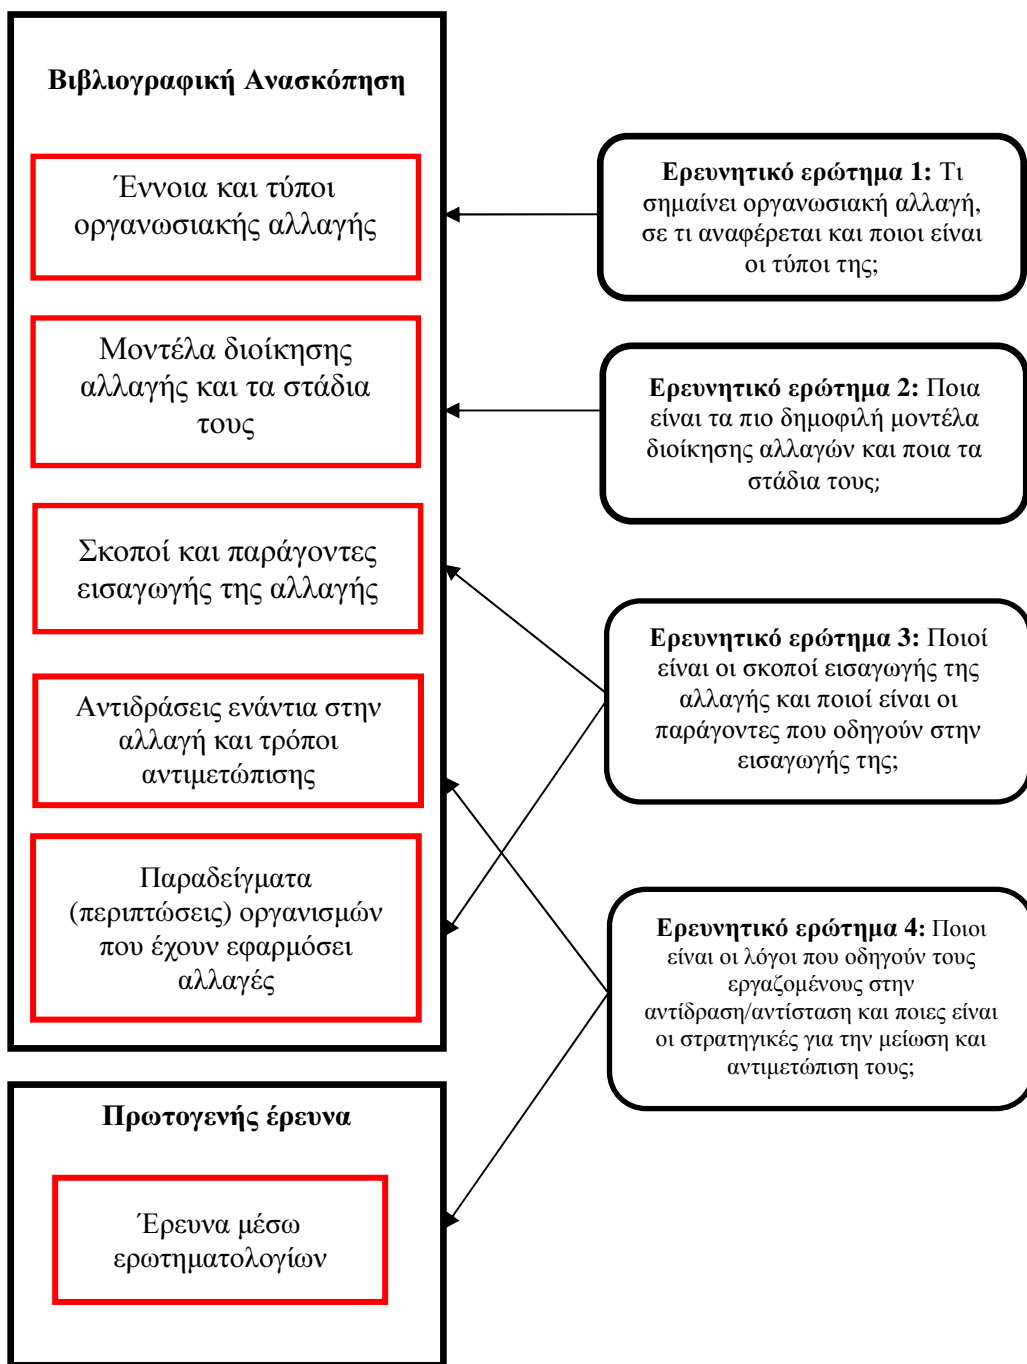 Βιβλιογραφική Ανασκόπηση
Έννοια και τύποι
οργανωσιακής αλλαγής
Μοντέλα διοίκησης
αλλαγής και τα στάδια
τους
Σκοποί και παράγοντες
εισαγωγής της αλλαγής
Αντιδράσεις ενάντια στην
αλλαγή και τρόποι
αντιμετώπισης
Παραδείγματα
(περιπτώσεις) οργανισμών
που έχουν εφαρμόσει
αλλαγές
Πρωτογενής έρευνα
Έρευνα μέσω
ερωτηματολογίων
Ερευνητικό ερώτημα 1: Τι
σημαίνει οργανωσιακή αλλαγή,
σε τι αναφέρεται και ποιοι είναι
οι τύποι της;
Ερευνητικό ερώτημα 2: Ποια
είναι τα πιο δημοφιλή μοντέλα
διοίκησης αλλαγών και ποια τα
στάδια τους;
Ερευνητικό ερώτημα 3: Ποιοί
είναι οι σκοποί εισαγωγής της
αλλαγής και ποιοί είναι οι
παράγοντες που οδηγούν στην
εισαγωγής της;
Ερευνητικό ερώτημα 4: Ποιοι
είναι οι λόγοι που οδηγούν τους
εργαζομένους στην
αντίδραση/αντίσταση και ποιες είναι
οι στρατηγικές για την μείωση και
αντιμετώπιση τους;